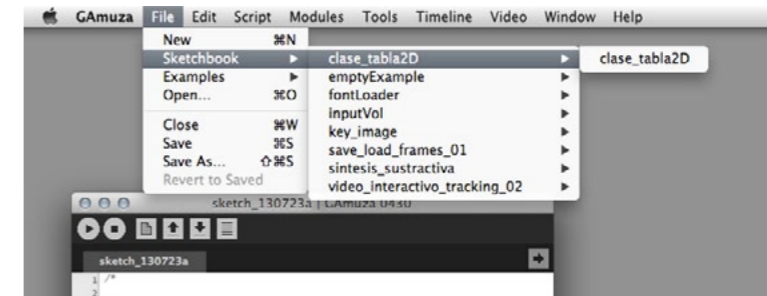 GAmuza File Edit Script Modules Tools Timeline Video Window Help
New ⌘N
Sketchbook ▶ clase_tabla2D ▶ clase_tabla2D
Examples ▶ emptyExample ▶
Open... ⌘O fontLoader ▶
inputVol ▶
Close ⌘W key_image ▶
Save ⌘S save_load_frames_01 ▶
Save As... ⇧⌘S sintesis_sustractiva ▶
Revert to Saved video_interactivo_tracking_02 ▶
sketch_130723a | GAmuza 0430
sketch_130723a
1 /*
2